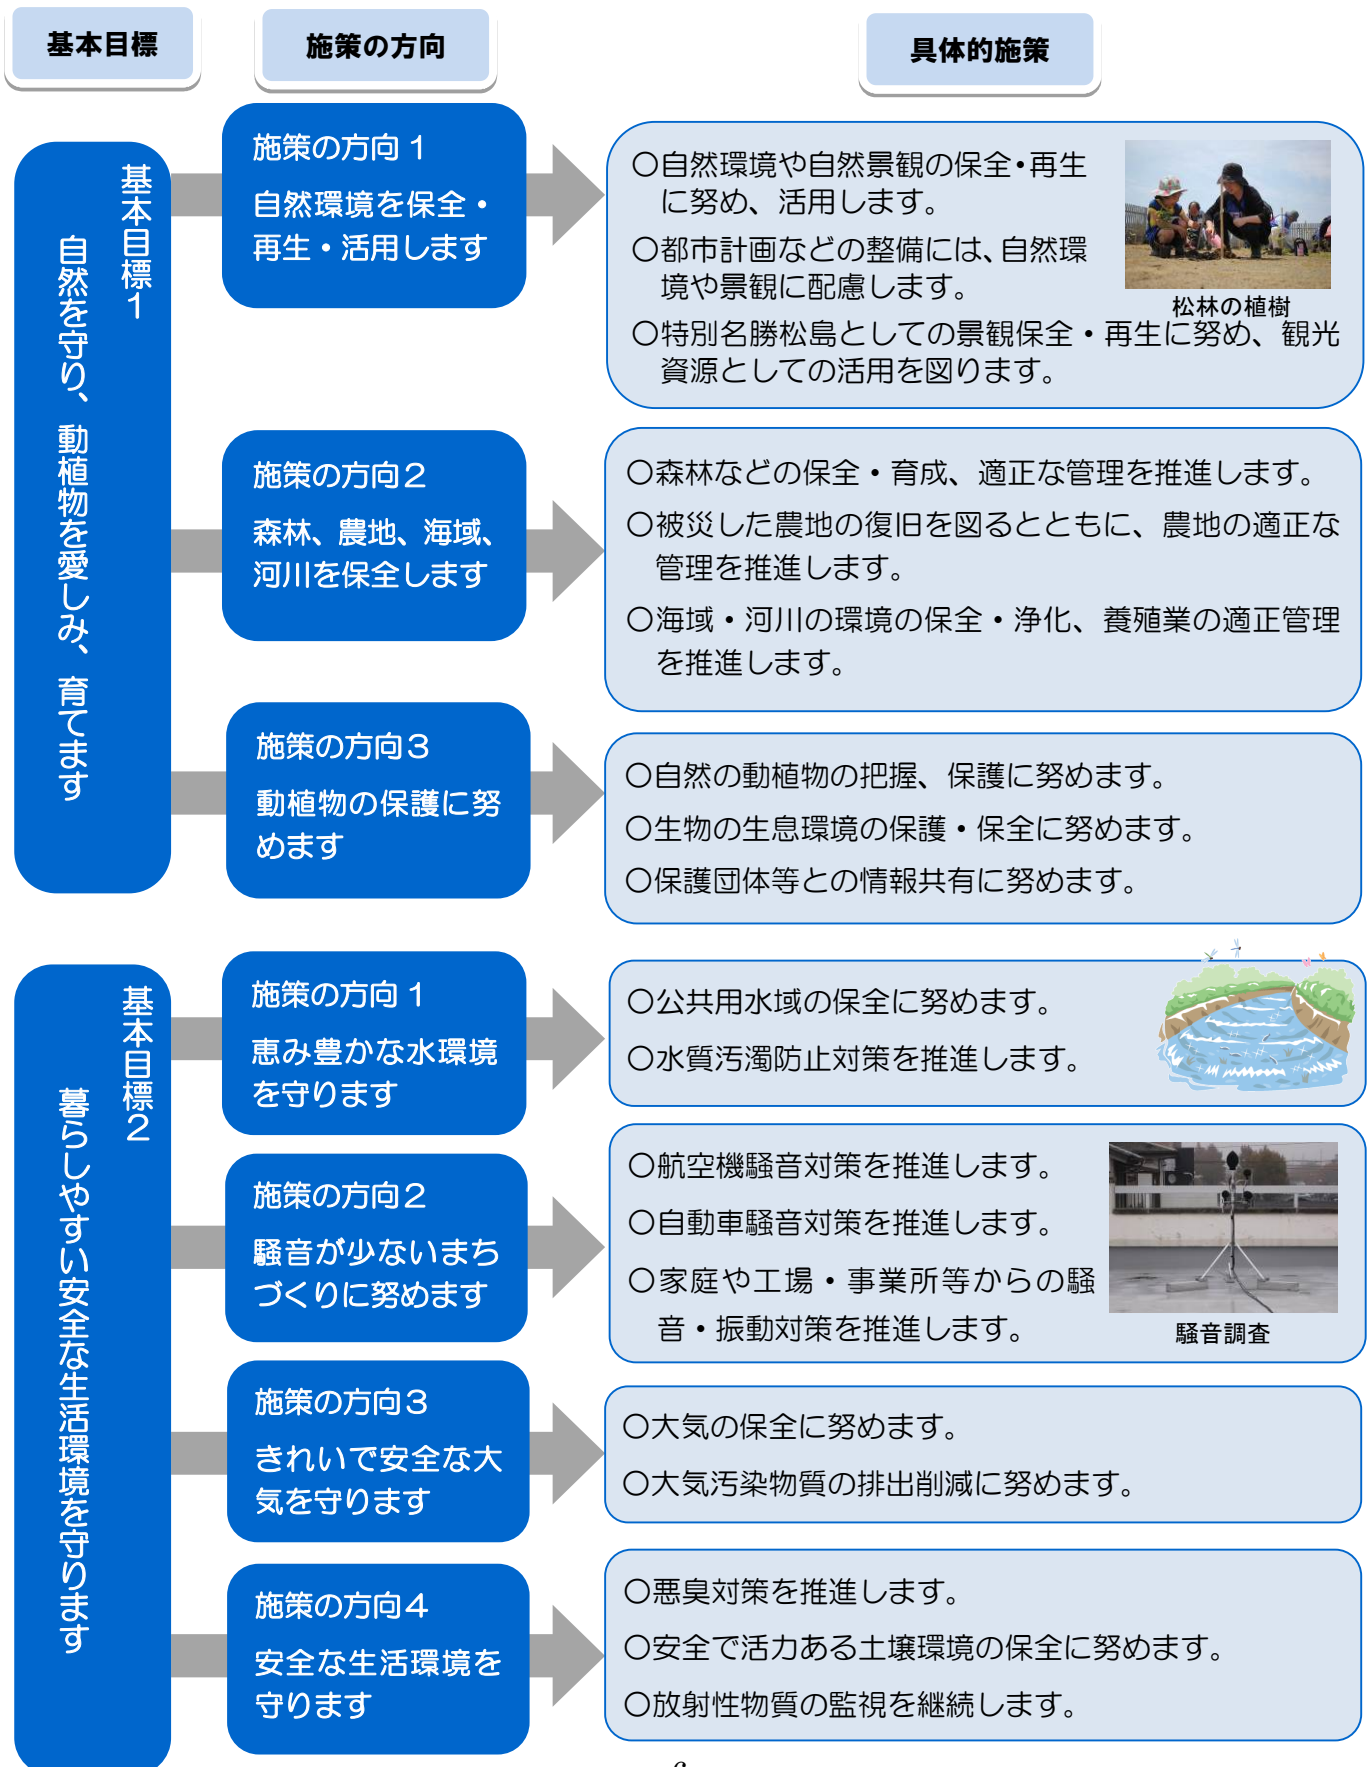 基本目標
施策の方向
具体的施策
基本目標1
自然を守り、動植物を愛しみ、育てます
施策の方向1
自然環境を保全・
再生・活用します
〇自然環境や自然景観の保全・再生
に努め、活用します。
〇都市計画などの整備には、自然環
境や景観に配慮します。
松林の植樹
〇特別名勝松島としての景観保全・再生に努め、観光
資源としての活用を図ります。
施策の方向2
森林、農地、海域、
河川を保全します
〇森林などの保全・育成、適正な管理を推進します。
〇被災した農地の復旧を図るとともに、農地の適正な
管理を推進します。
〇海域・河川の環境の保全・浄化、養殖業の適正管理
を推進します。
施策の方向3
動植物の保護に努
めます
〇自然の動植物の把握、保護に努めます。
〇生物の生息環境の保護・保全に努めます。
〇保護団体等との情報共有に努めます。
基本目標2
暮らしやすい安全な生活環境を守ります
施策の方向1
恵み豊かな水環境
を守ります
〇公共用水域の保全に努めます。
〇水質汚濁防止対策を推進します。
施策の方向2
騒音が少ないまち
づくりに努めます
〇航空機騒音対策を推進します。
〇自動車騒音対策を推進します。
〇家庭や工場・事業所等からの騒
音・振動対策を推進します。
騒音調査
施策の方向3
きれいで安全な大
気を守ります
〇大気の保全に努めます。
〇大気汚染物質の排出削減に努めます。
施策の方向4
安全な生活環境を
守ります
〇悪臭対策を推進します。
〇安全で活力ある土壌環境の保全に努めます。
〇放射性物質の監視を継続します。